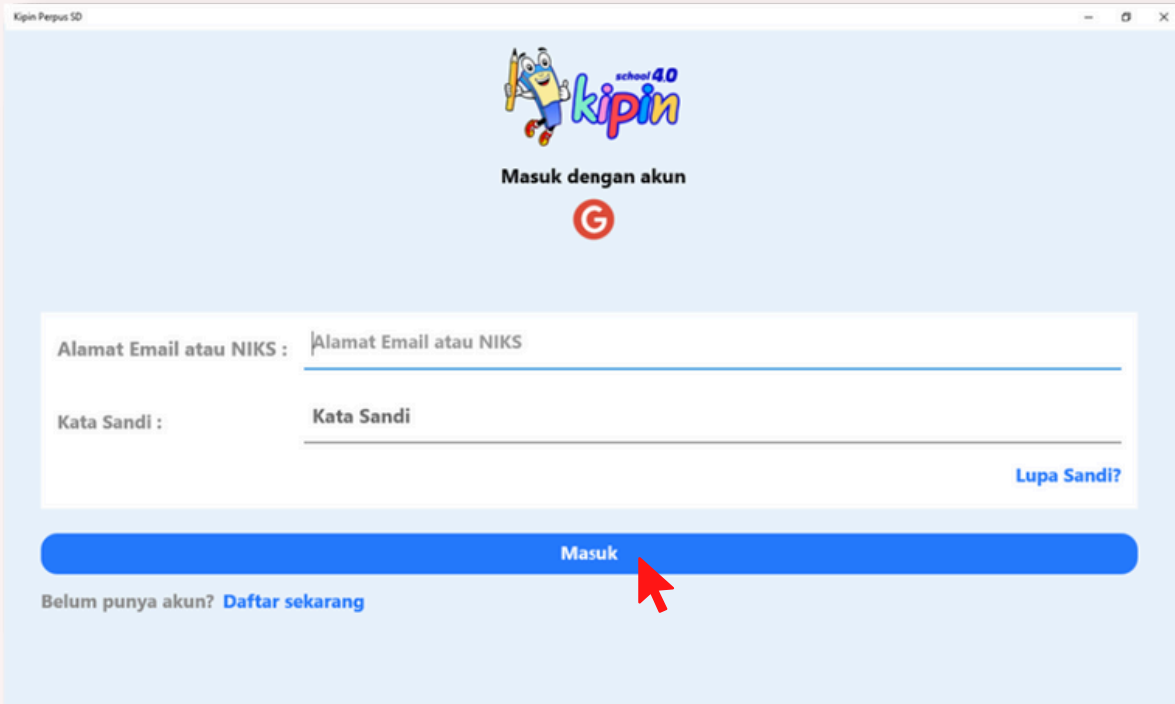 Kipin Perpus SD
school 4.0
kipin
Masuk dengan akun
G
Alamat Email atau NIKS : Alamat Email atau NIKS
Kata Sandi : Kata Sandi
Lupa Sandi?
Masuk
Belum punya akun? Daftar sekarang